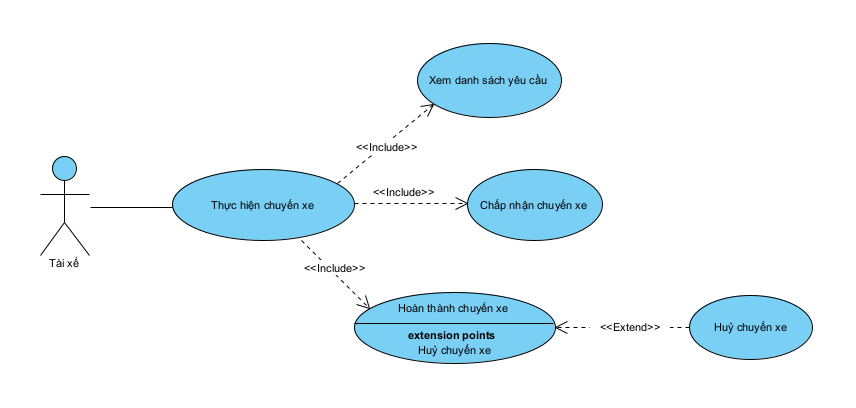 Xem danh sách yêu cầu
<<Include>>
<<Include>>
Thực hiện chuyến xe
Chấp nhận chuyến xe
Tài xế
<<Include>>
Hoàn thành chuyến xe
extension points
Huỷ chuyến xe
<<Extend>>
Huỷ chuyến xe